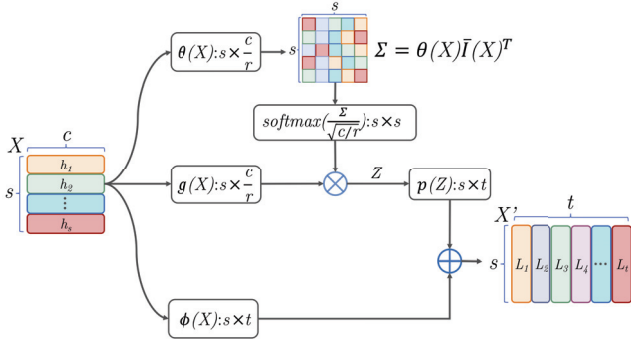 s
θ(X):s×c/r
s
Σ = θ(X)Ī(X)ᵀ
softmax(Σ/√c/r):s×s
c
X
h₁
s
h₂
⋮
hₛ
g(X):s×c/r
Z
p(Z):s×t
X'
t
s
L₁
L₂
L₃
L₄
...
Lₜ
ϕ(X):s×t